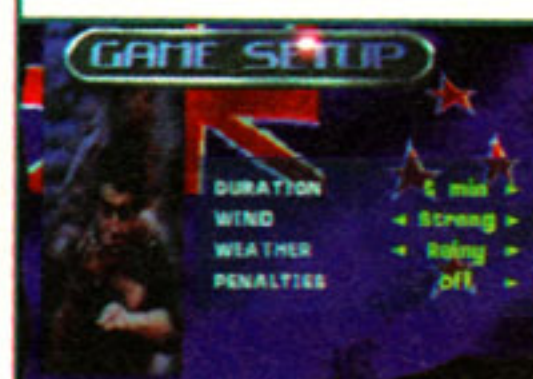 GAME SETUP
DURATION min ►
WIND ◄ Strong ►
WEATHER ◄ Rainy ►
PENALTIES off ►